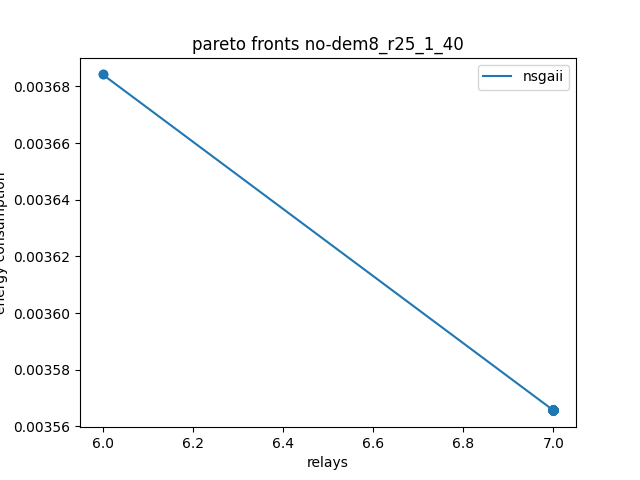 pareto fronts no-dem8_r25_1_40
nsgaii
0.00368
0.00366
0.00364
0.00362
0.00360
0.00358
0.00356
energy consumption
6.0 6.2 6.4 6.6 6.8 7.0
relays